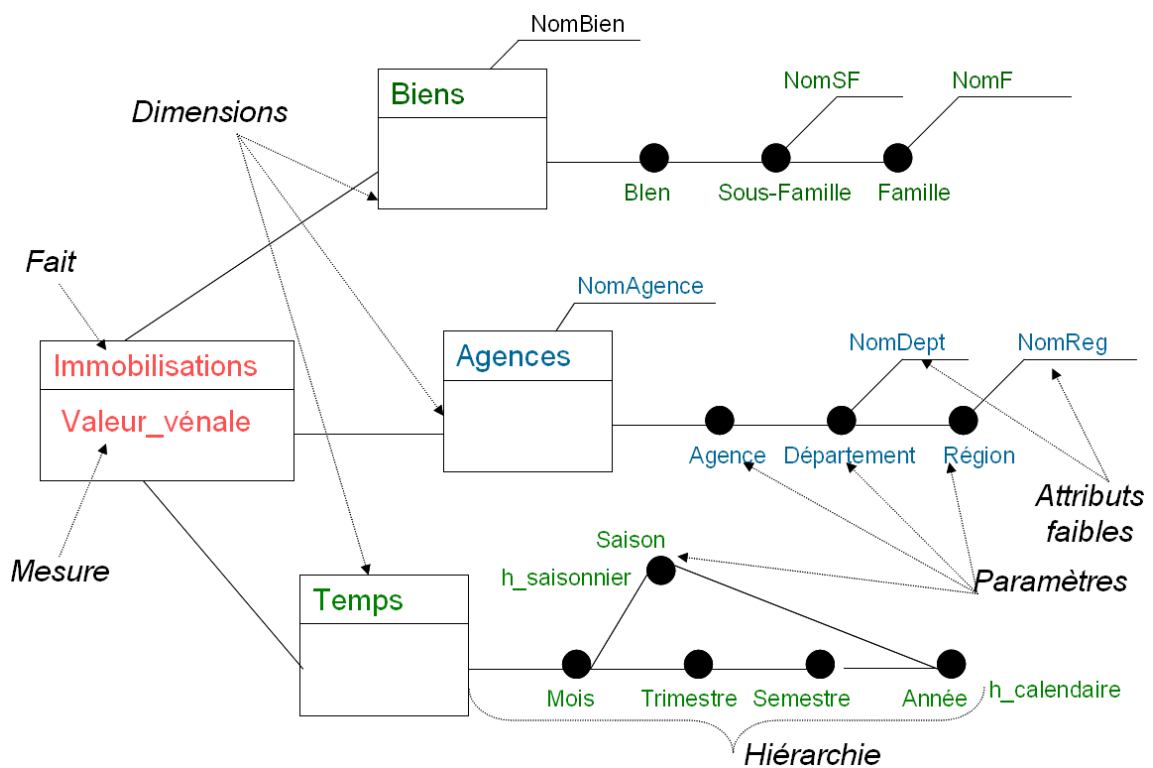 NomBien
Biens
NomSF
NomF
Dimensions
BIen
Sous-Famille
Famille
Fait
NomAgence
Immobilisations
Agences
NomDept
NomReg
Valeur_vénale
Agence
Département
Région
Attributs
faibles
Saison
Mesure
h_saisonnier
Paramètres
Temps
Mois
Trimestre
Semestre
Année
h_calendaire
Hiérarchie